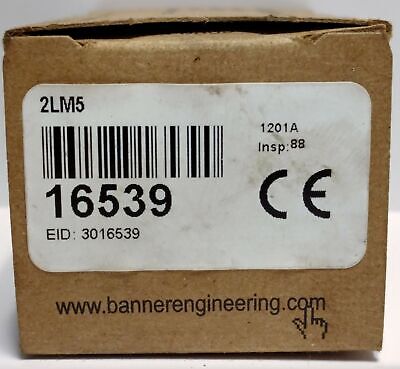 2LM5
1201A
Insp:88
16539
CE
EID: 3016539
www.bannerengineering.com